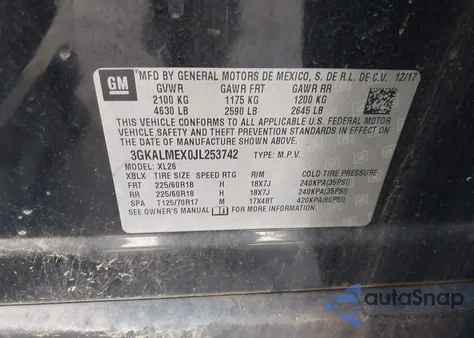 GM MFD BY GENERAL MOTORS DE MEXICO, S. DE R.L. DE C.V. 12/17
GVWR GAWR FRT GAWR RR
2100 KG 1175 KG 1200 KG
4630 LB 2590 LB 2645 LB
THIS VEHICLE CONFORMS TO ALL APPLICABLE U.S. FEDERAL MOTOR
VEHICLE SAFETY, BUMPER, AND THEFT PREVENTION STANDARDS IN EFFECT ON
THE DATE OF MANUFACTURE SHOWN ABOVE.
3GKALMEX0JL253742 TYPE: M.P.V.
MODEL: XL26
XBLX TIRE SIZE SPEED RTG RIM COLD TIRE PRESSURE
FRT 225/60R18 H 18X7J 240KPA(35PSI)
RR 225/60R18 H 18X7J 240KPA(35PSI)
SPA T125/70R17 M 17X4BT 420KPA(60PSI)
SEE OWNER'S MANUAL FOR MORE INFORMATION.
autoSnap